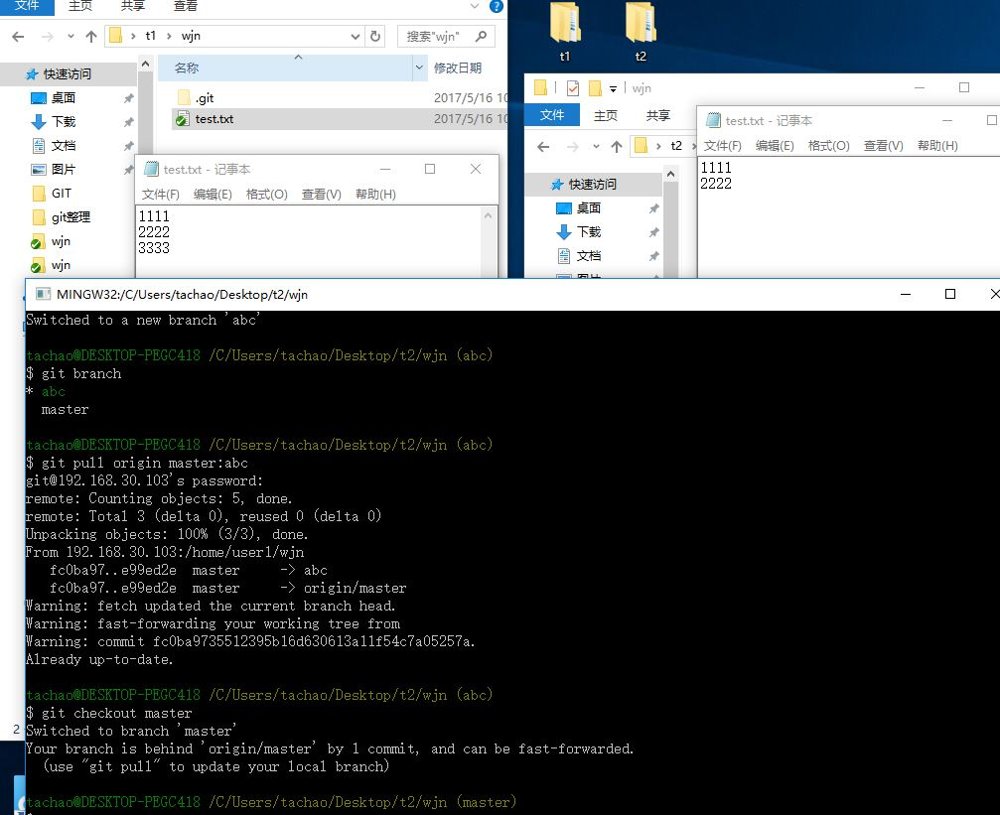 文件
主页
共享
查看
t1
wjn
搜索"wjn"
快速访问
桌面
下载
文档
图片
GIT
git整理
wjn
wjn
名称
修改日期
.git
2017/5/16 10
test.txt
2017/5/16 10
test.txt - 记事本
文件(F)
编辑(E)
格式(O)
查看(V)
帮助(H)
1111
2222
3333
t1
t2
wjn
文件
主页
共享
t2
快速访问
桌面
下载
文档
test.txt - 记事本
文件(F)
编辑(E)
格式(O)
查看(V)
帮助(H)
1111
2222
MINGW32:/C/Users/tachao/Desktop/t2/wjn
Switched to a new branch 'abc'
tachao@DESKTOP-PEGC418 /C/Users/tachao/Desktop/t2/wjn (abc)
$ git branch
* abc
master
tachao@DESKTOP-PEGC418 /C/Users/tachao/Desktop/t2/wjn (abc)
$ git pull origin master:abc
git@192.168.30.103's password:
remote: Counting objects: 5, done.
remote: Total 3 (delta 0), reused 0 (delta 0)
Unpacking objects: 100% (3/3), done.
From 192.168.30.103:/home/user1/wjn
fc0ba97..e99ed2e master -> abc
fc0ba97..e99ed2e master -> origin/master
Warning: fetch updated the current branch head.
Warning: fast-forwarding your working tree from
Warning: commit fc0ba9735512395b16d630613a11f54c7a05257a.
Already up-to-date.
tachao@DESKTOP-PEGC418 /C/Users/tachao/Desktop/t2/wjn (abc)
$ git checkout master
Switched to branch 'master'
Your branch is behind 'origin/master' by 1 commit, and can be fast-forwarded.
(use "git pull" to update your local branch)
tachao@DESKTOP-PEGC418 /C/Users/tachao/Desktop/t2/wjn (master)
2